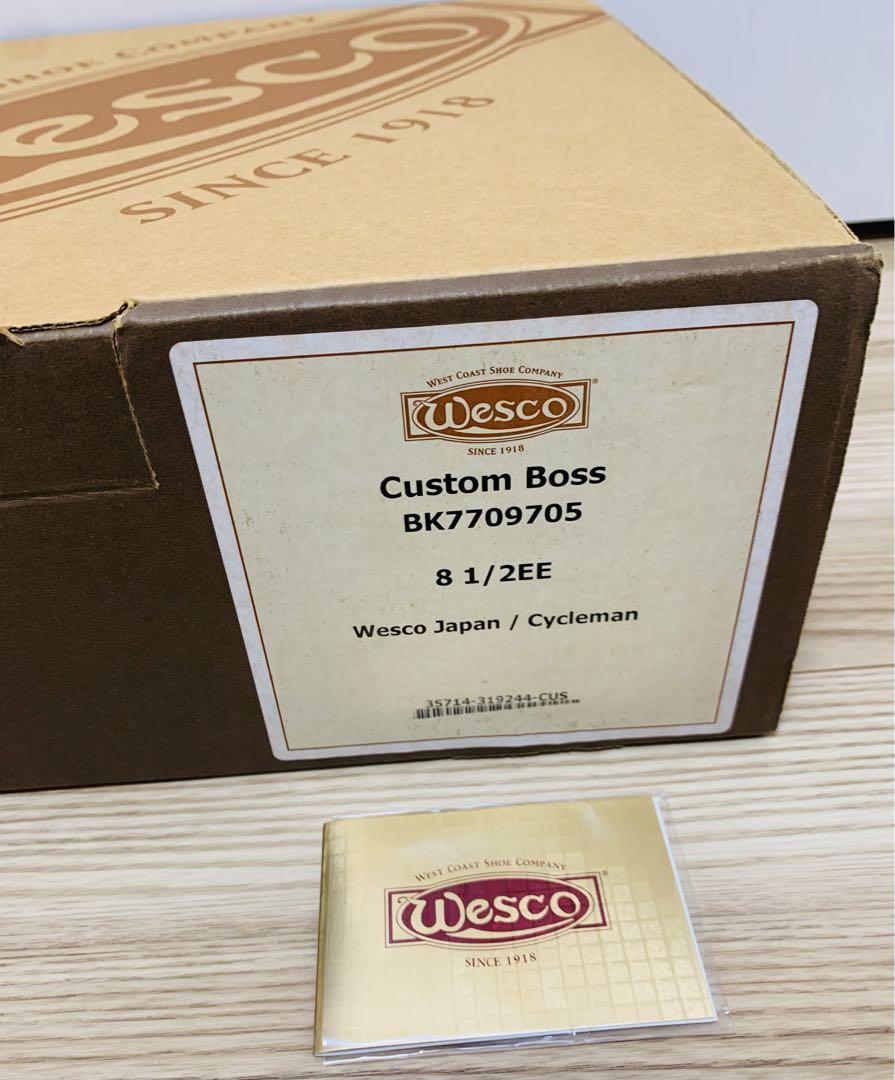 SHOE COMPANY
Wesco
SINCE 1918
WEST COAST SHOE COMPANY
Wesco®
SINCE 1918
Custom Boss
BK7709705
8 1/2EE
Wesco Japan / Cycleman
35714-319244-CUS
WEST COAST SHOE COMPANY
Wesco®
SINCE 1918